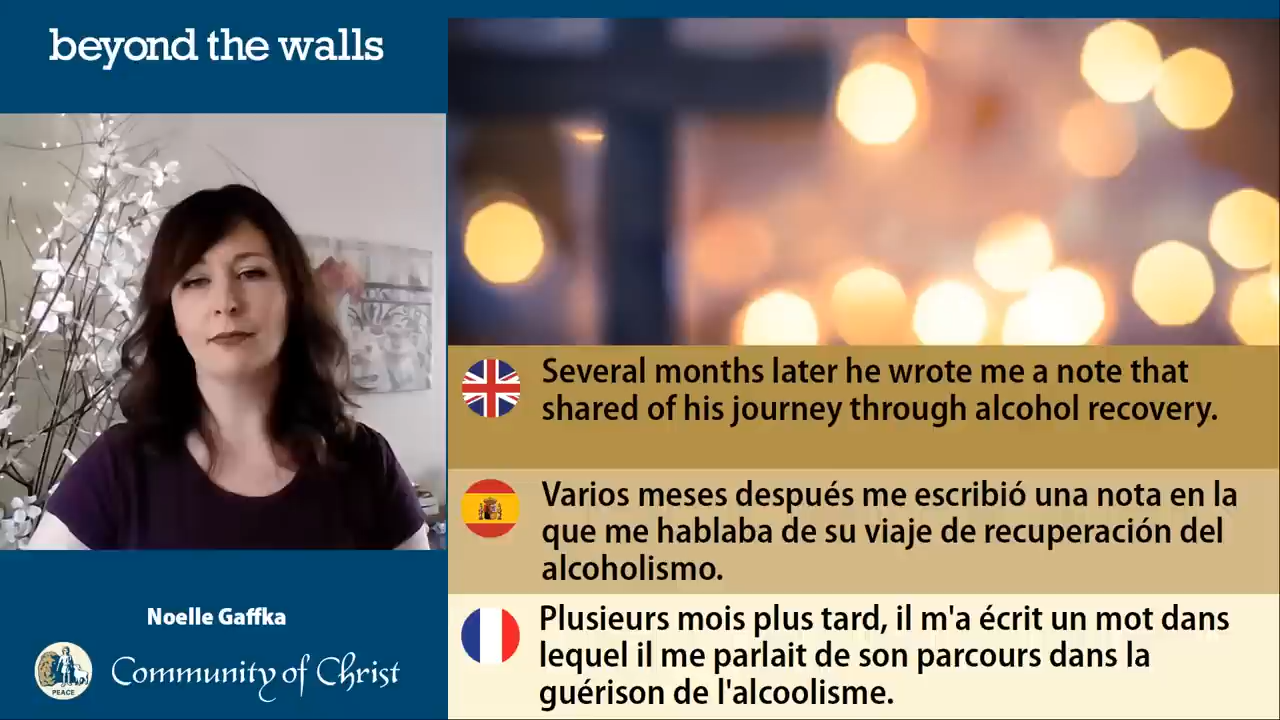 beyond the walls
Several months later he wrote me a note that
shared of his journey through alcohol recovery.
Varios meses después me escribió una nota en la
que me hablaba de su viaje de recuperación del
alcoholismo.
Plusieurs mois plus tard, il m'a écrit un mot dans
lequel il me parlait de son parcours dans la
guérison de l'alcoolisme.
Noelle Gaffka
PEACE
Community of Christ